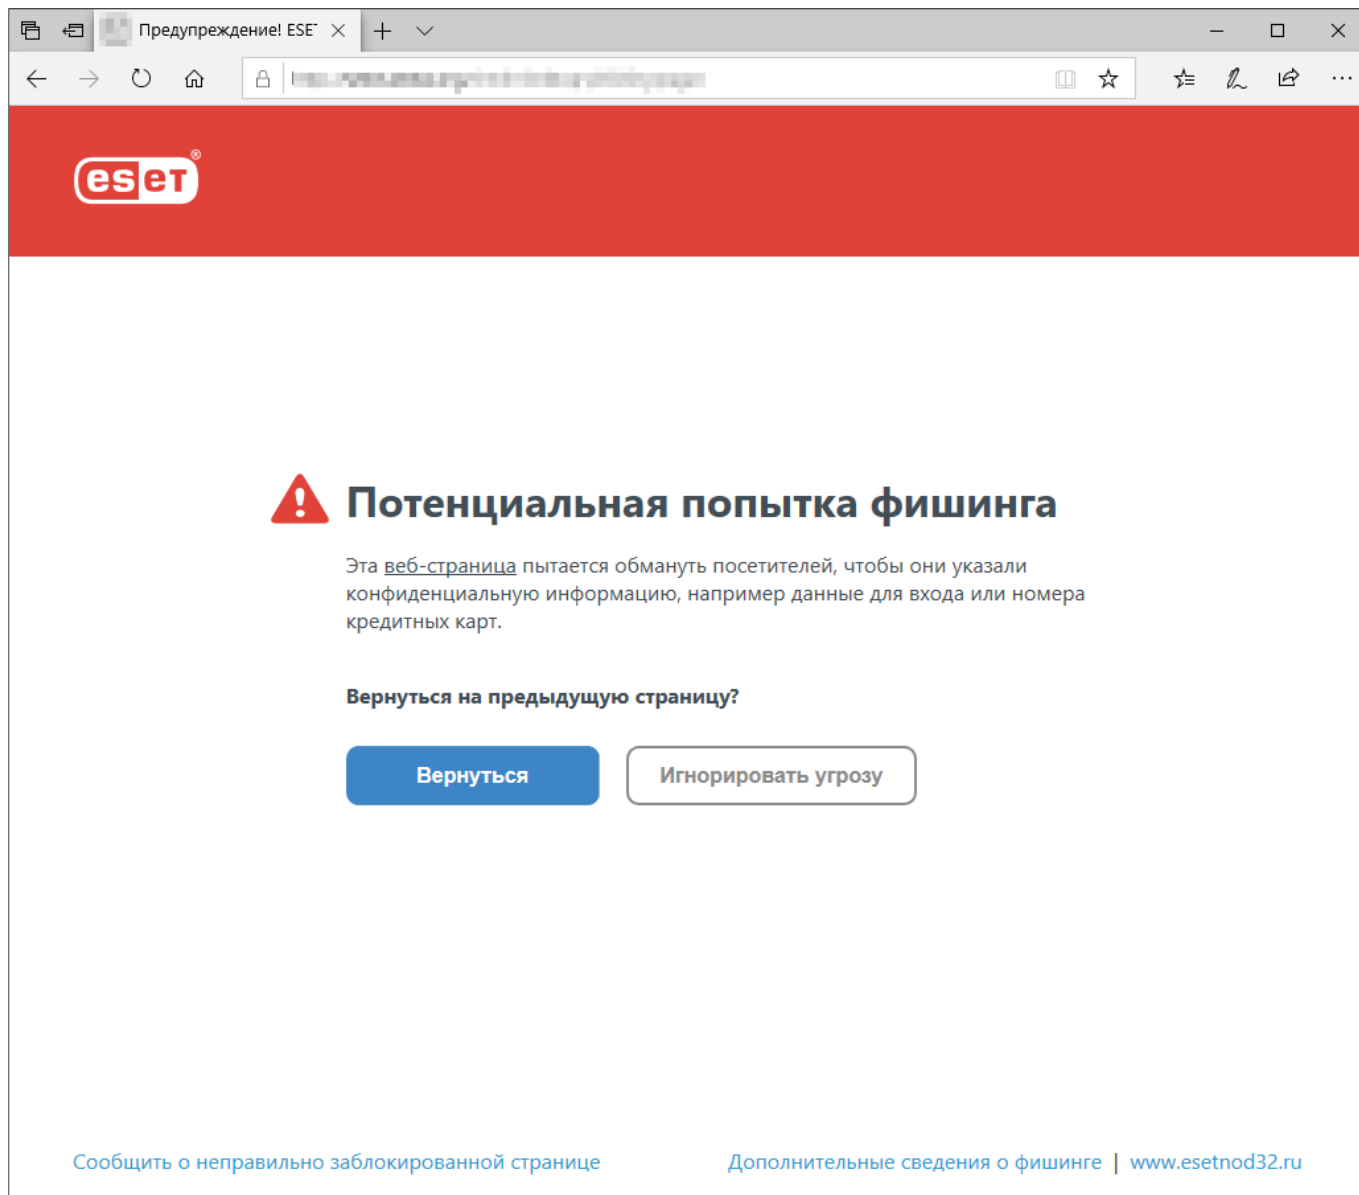 Предупреждение! ESET
eset
®
Потенциальная попытка фишинга
Эта веб-страница пытается обмануть посетителей, чтобы они указали
конфиденциальную информацию, например данные для входа или номера
кредитных карт.
Вернуться на предыдущую страницу?
Вернуться
Игнорировать угрозу
Сообщить о неправильно заблокированной странице
Дополнительные сведения о фишинге | www.esetnod32.ru